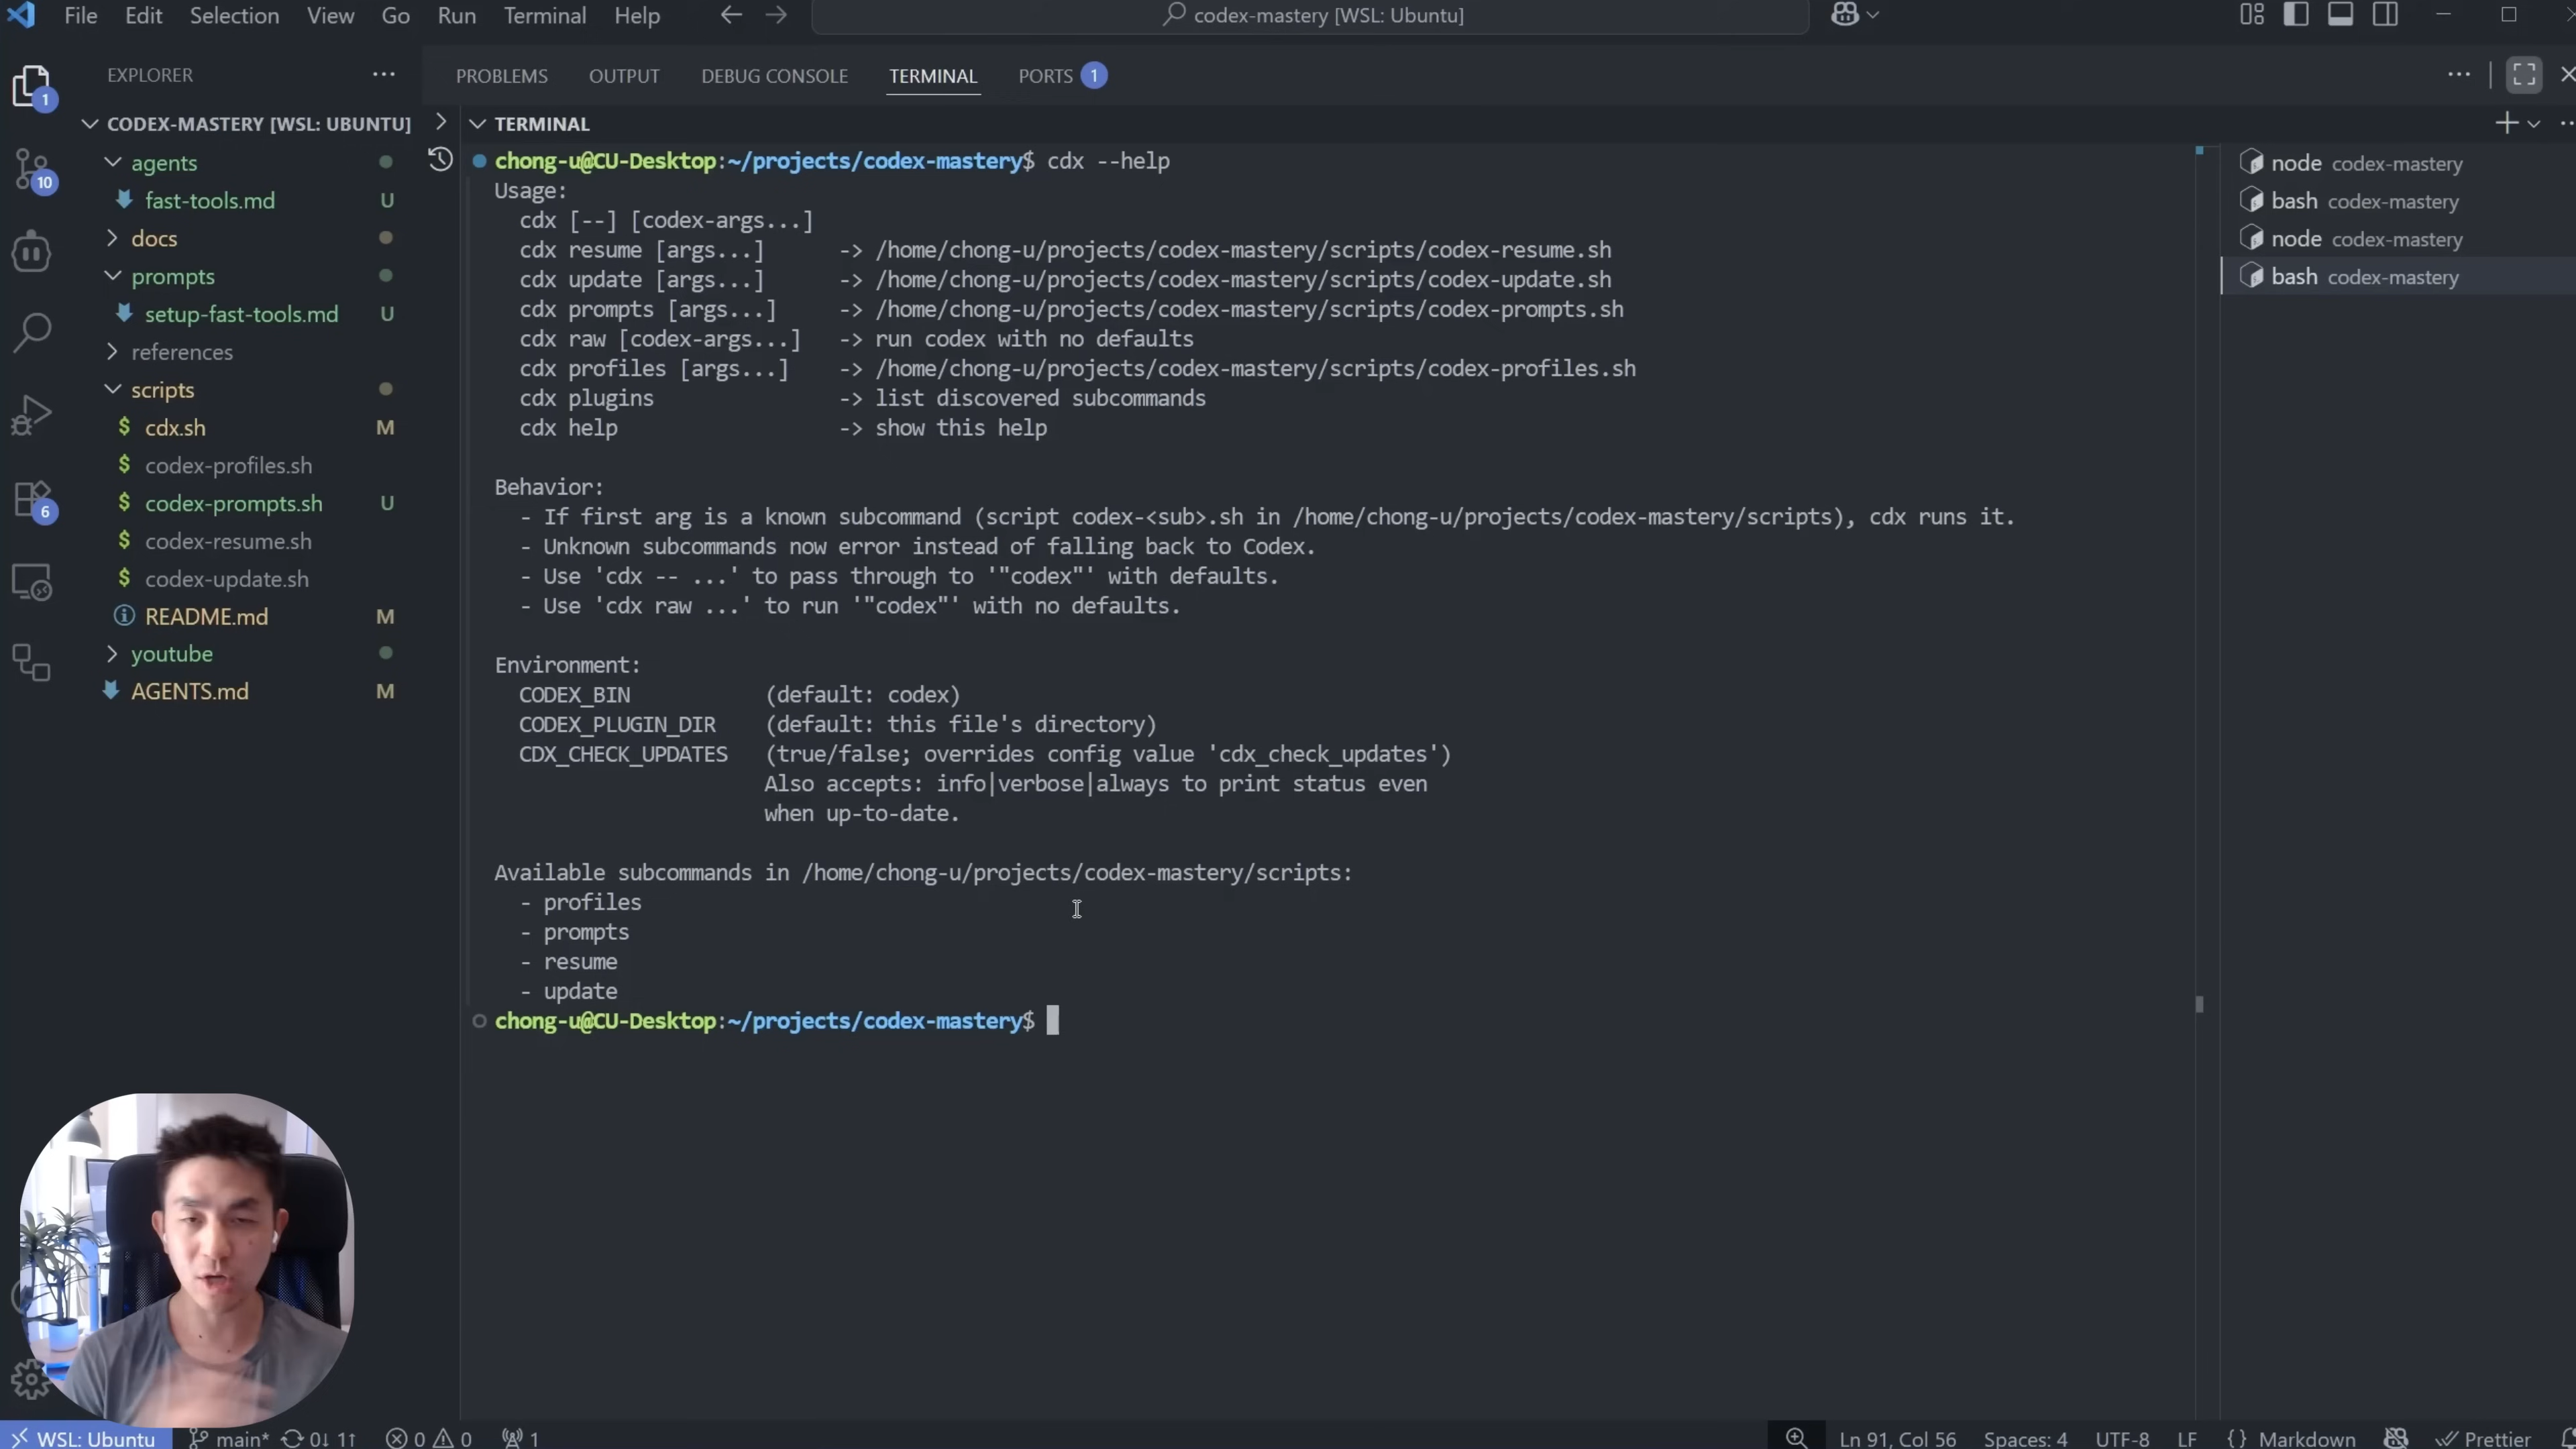 File Edit Selection View Go Run Terminal Help
codex-mastery [WSL: Ubuntu]
EXPLORER
PROBLEMS OUTPUT DEBUG CONSOLE TERMINAL PORTS 1
1
CODEX-MASTERY [WSL: UBUNTU]
agents
fast-tools.md U
10
docs
prompts
setup-fast-tools.md U
references
scripts
cdx.sh M
codex-profiles.sh
codex-prompts.sh U
6
codex-resume.sh
codex-update.sh
README.md M
youtube
AGENTS.md M
TERMINAL
chong-u@CU-Desktop:~/projects/codex-mastery$ cdx --help
Usage:
cdx [--] [codex-args...]
cdx resume [args...] -> /home/chong-u/projects/codex-mastery/scripts/codex-resume.sh
cdx update [args...] -> /home/chong-u/projects/codex-mastery/scripts/codex-update.sh
cdx prompts [args...] -> /home/chong-u/projects/codex-mastery/scripts/codex-prompts.sh
cdx raw [codex-args...] -> run codex with no defaults
cdx profiles [args...] -> /home/chong-u/projects/codex-mastery/scripts/codex-profiles.sh
cdx plugins -> list discovered subcommands
cdx help -> show this help
Behavior:
- If first arg is a known subcommand (script codex-<sub>.sh in /home/chong-u/projects/codex-mastery/scripts), cdx runs it.
- Unknown subcommands now error instead of falling back to Codex.
- Use 'cdx -- ...' to pass through to '"codex"' with defaults.
- Use 'cdx raw ...' to run '"codex"' with no defaults.
Environment:
CODEX_BIN (default: codex)
CODEX_PLUGIN_DIR (default: this file's directory)
CDX_CHECK_UPDATES (true/false; overrides config value 'cdx_check_updates')
Also accepts: info|verbose|always to print status even
when up-to-date.
Available subcommands in /home/chong-u/projects/codex-mastery/scripts:
- profiles
- prompts
- resume
- update
chong-u@CU-Desktop:~/projects/codex-mastery$
node codex-mastery
bash codex-mastery
node codex-mastery
bash codex-mastery
WSL: Ubuntu main* 0↓ 1↑ 0 0 1 Ln 91, Col 56 Spaces: 4 UTF-8 LF {} Markdown Prettier